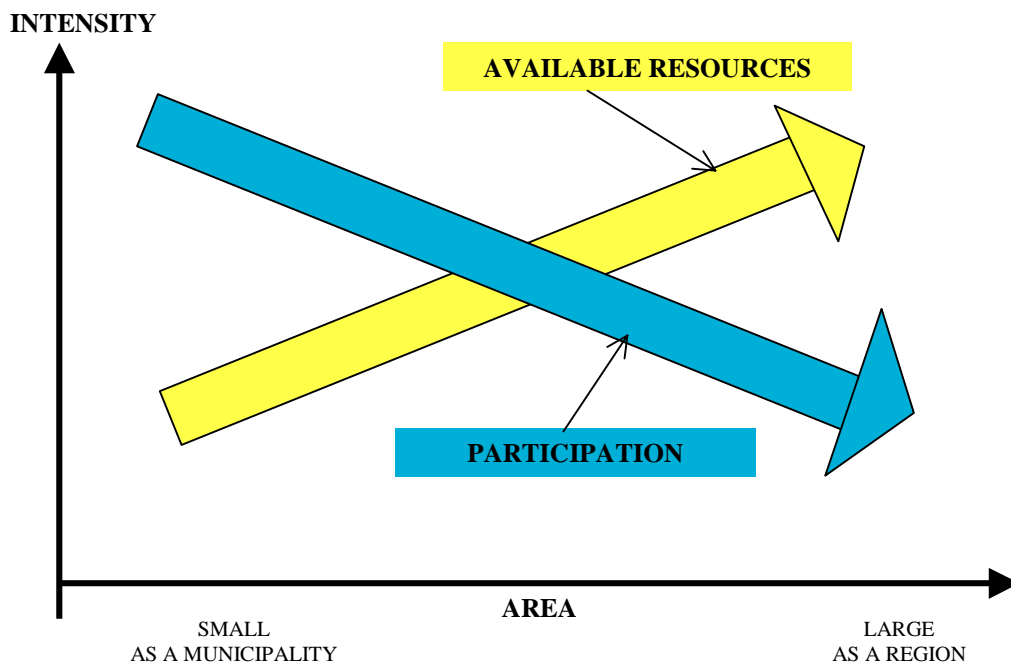 INTENSITY
AVAILABLE RESOURCES
PARTICIPATION
AREA
SMALL
AS A MUNICIPALITY
LARGE
AS A REGION